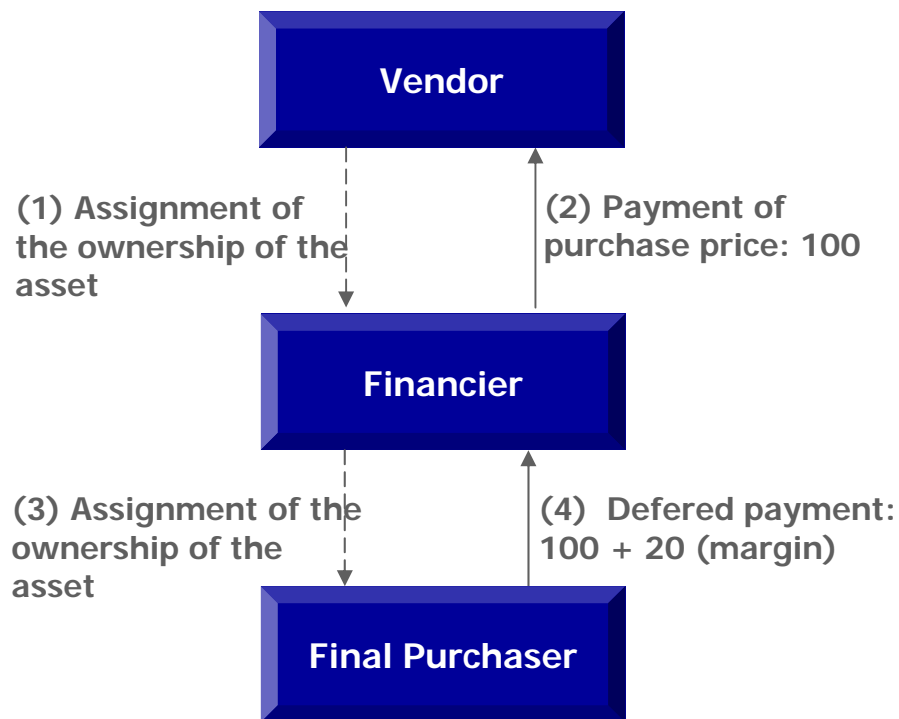 Vendor
(1) Assignment of
the ownership of the
asset
(2) Payment of
purchase price: 100
Financier
(3) Assignment of the
ownership of the
asset
(4) Defered payment:
100 + 20 (margin)
Final Purchaser